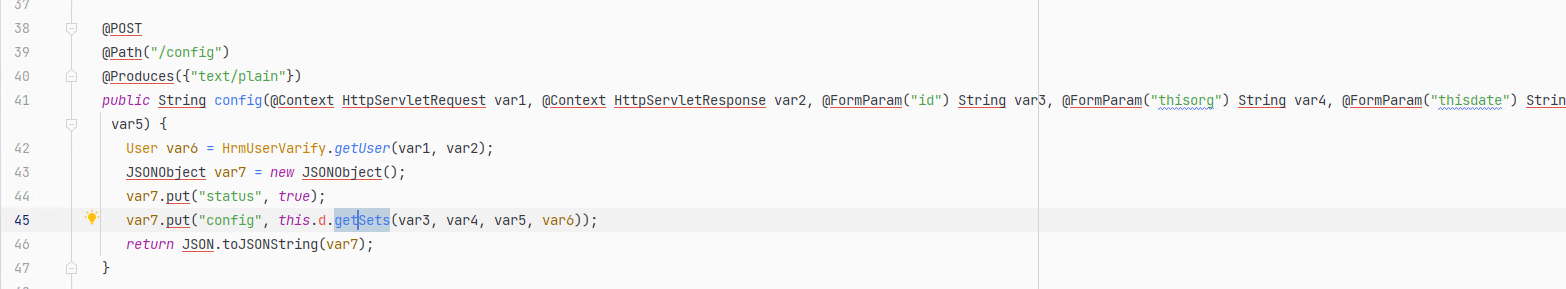 37
38 @POST
39 @Path("/config")
40 @Produces({"text/plain"})
41 public String config(@Context HttpServletRequest var1, @Context HttpServletResponse var2, @FormParam("id") String var3, @FormParam("thisorg") String var4, @FormParam("thisdate") Strin
var5) {
42 User var6 = HrmUserVarify.getUser(var1, var2);
43 JSONObject var7 = new JSONObject();
44 var7.put("status", true);
45 var7.put("config", this.d.getSets(var3, var4, var5, var6));
46 return JSON.toJSONString(var7);
47 }